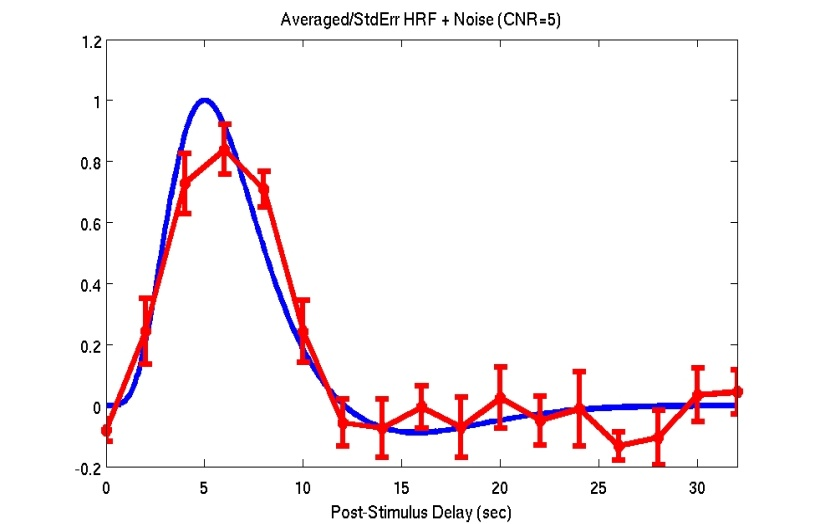 Averaged/StdErr HRF + Noise (CNR=5)
1.2
1
0.8
0.6
0.4
0.2
0
-0.2
0 5 10 15 20 25 30
Post-Stimulus Delay (sec)